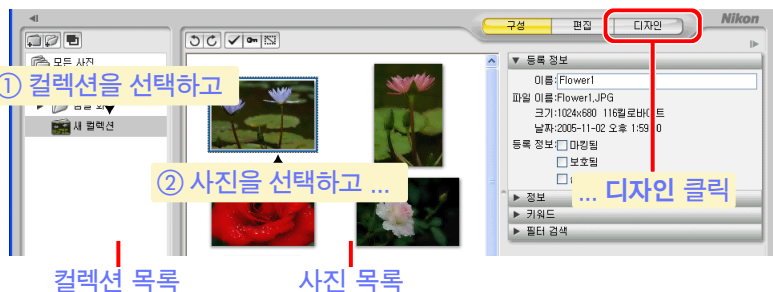 구성 편집 디자인 Nikon
모든 사진
① 컬렉션을 선택하고
새 컬렉션
② 사진을 선택하고 ...
▼ 등록 정보
이름: Flower1
파일 이름: Flower1.JPG
크기: 1024x680 116킬로바이트
날짜: 2005-11-02 오후 1:59
등록 정보: 마킹됨
보호됨
... 디자인 클릭
▶ 정보
▶ 키워드
▶ 필터 검색
컬렉션 목록
사진 목록